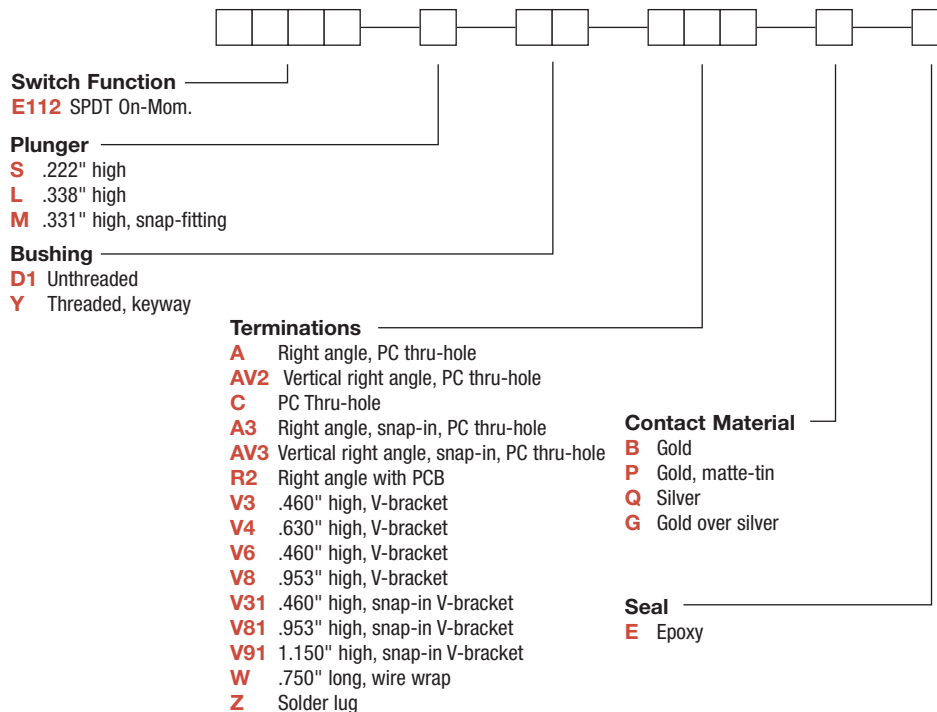 Switch Function
E112 SPDT On-Mom.
Plunger
S .222" high
L .338" high
M .331" high, snap-fitting
Bushing
D1 Unthreaded
Y Threaded, keyway
Terminations
A Right angle, PC thru-hole
AV2 Vertical right angle, PC thru-hole
C PC Thru-hole
A3 Right angle, snap-in, PC thru-hole
AV3 Vertical right angle, snap-in, PC thru-hole
R2 Right angle with PCB
V3 .460" high, V-bracket
V4 .630" high, V-bracket
V6 .460" high, V-bracket
V8 .953" high, V-bracket
V31 .460" high, snap-in V-bracket
V81 .953" high, snap-in V-bracket
V91 1.150" high, snap-in V-bracket
W .750" long, wire wrap
Z Solder lug
Contact Material
B Gold
P Gold, matte-tin
Q Silver
G Gold over silver
Seal
E Epoxy